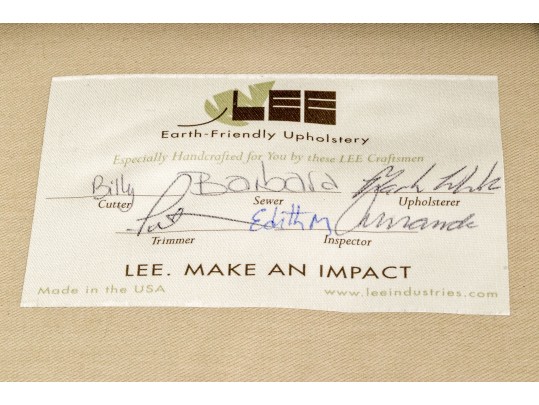 LEE
Earth-Friendly Upholstery
Especially Handcrafted for You by these LEE Craftsmen
Billy Barbara
Cutter Sewer Upholsterer
Pat Edith M
Trimmer Inspector
LEE. MAKE AN IMPACT
Made in the USA www.leeindustries.com